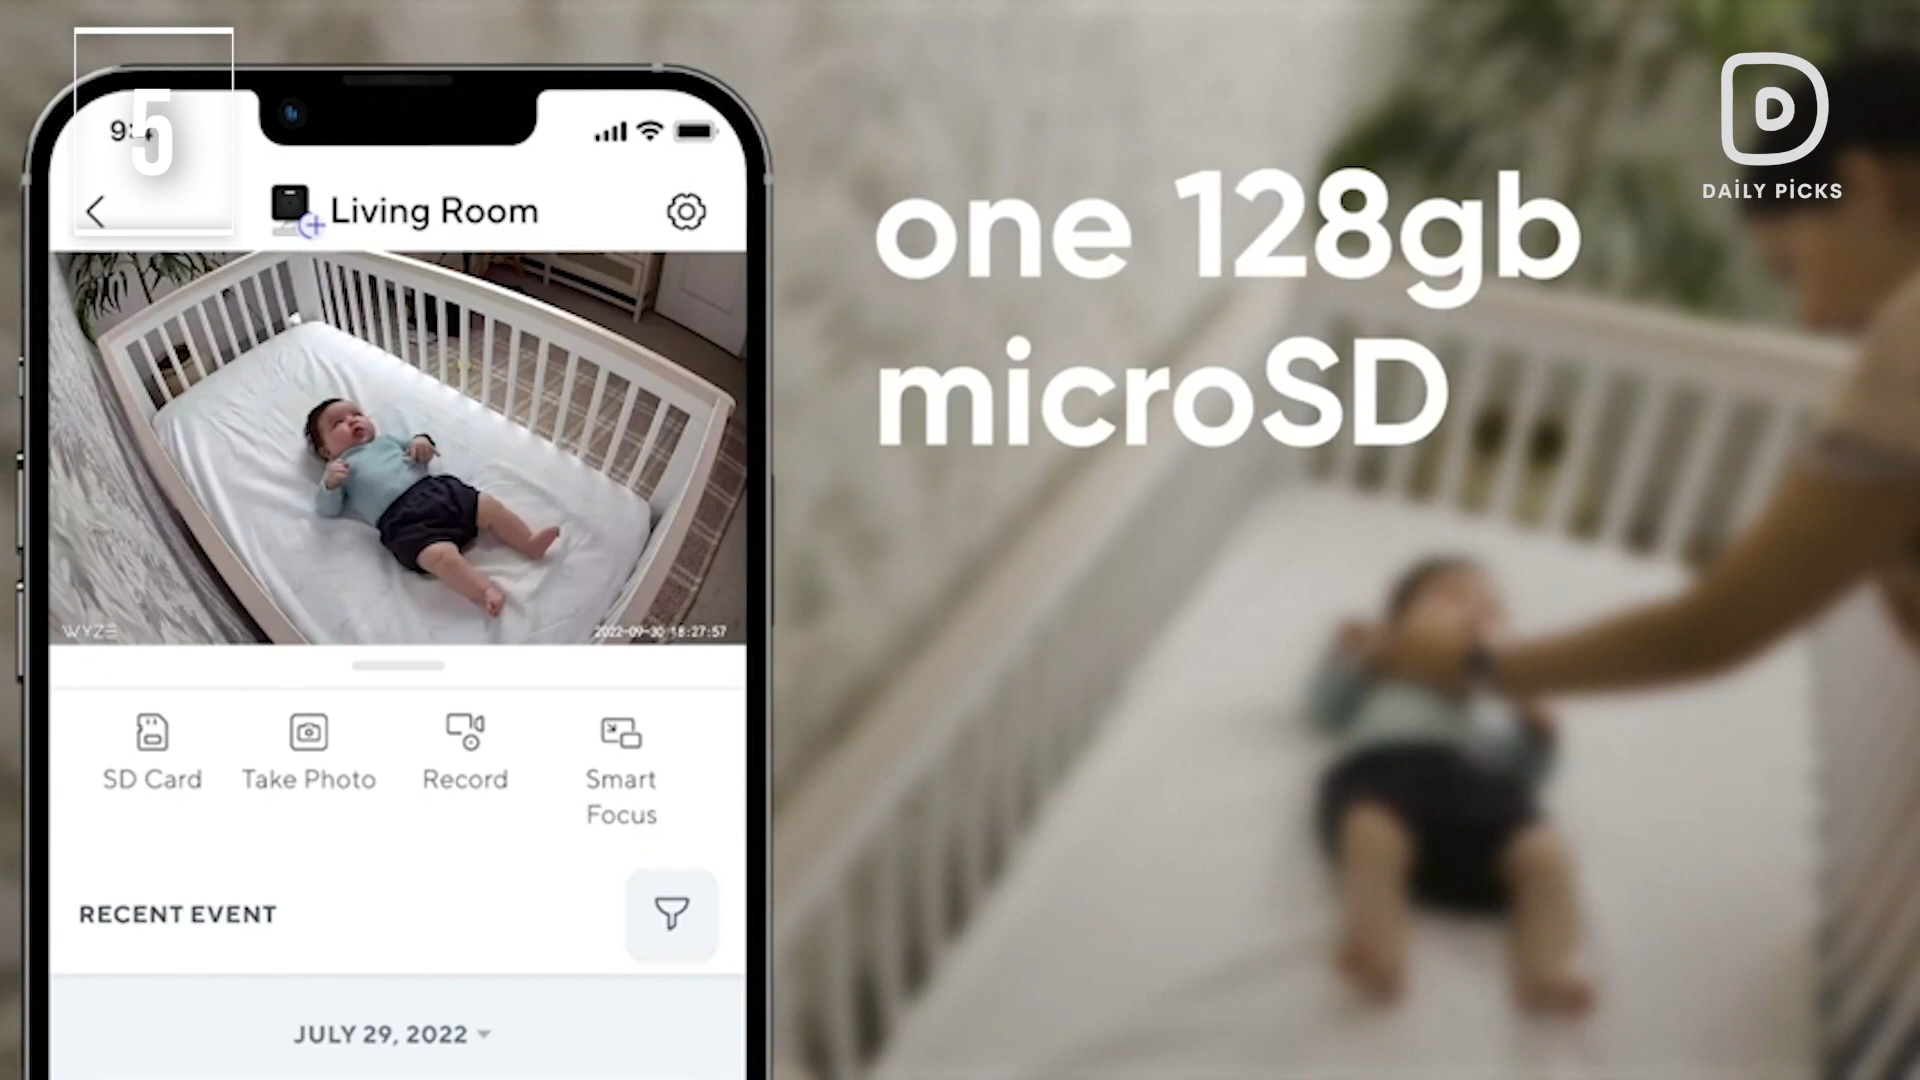 5
Living Room
WYZE
2022-09-30 18:27:57
SD Card
Take Photo
Record
Smart
Focus
RECENT EVENT
JULY 29, 2022
one 128gb
microSD
D
DAiLY PiCKS